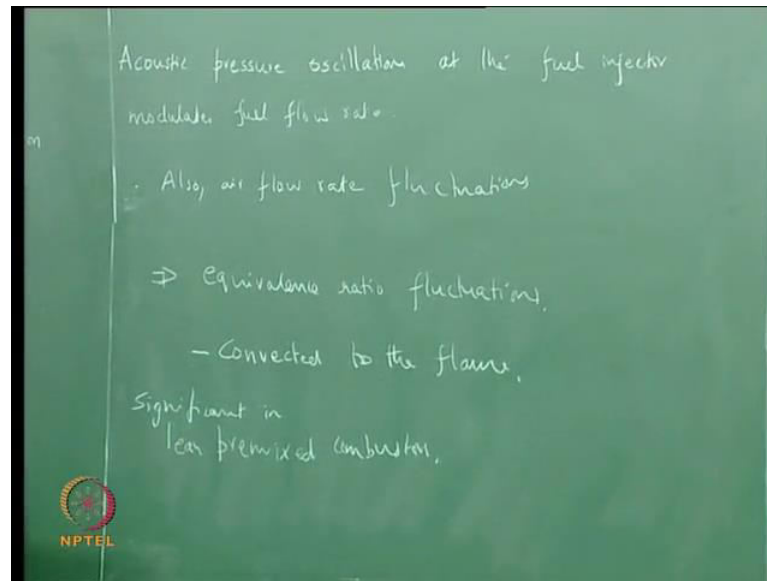 Acoustic pressure oscillation at the fuel injector
modulates fuel flow rate.
m
. Also, air flow rate fluctuations
⇒ equivalence ratio fluctuations.
- Convected to the flame.
Significant in
lean premixed combustion.
NPTEL